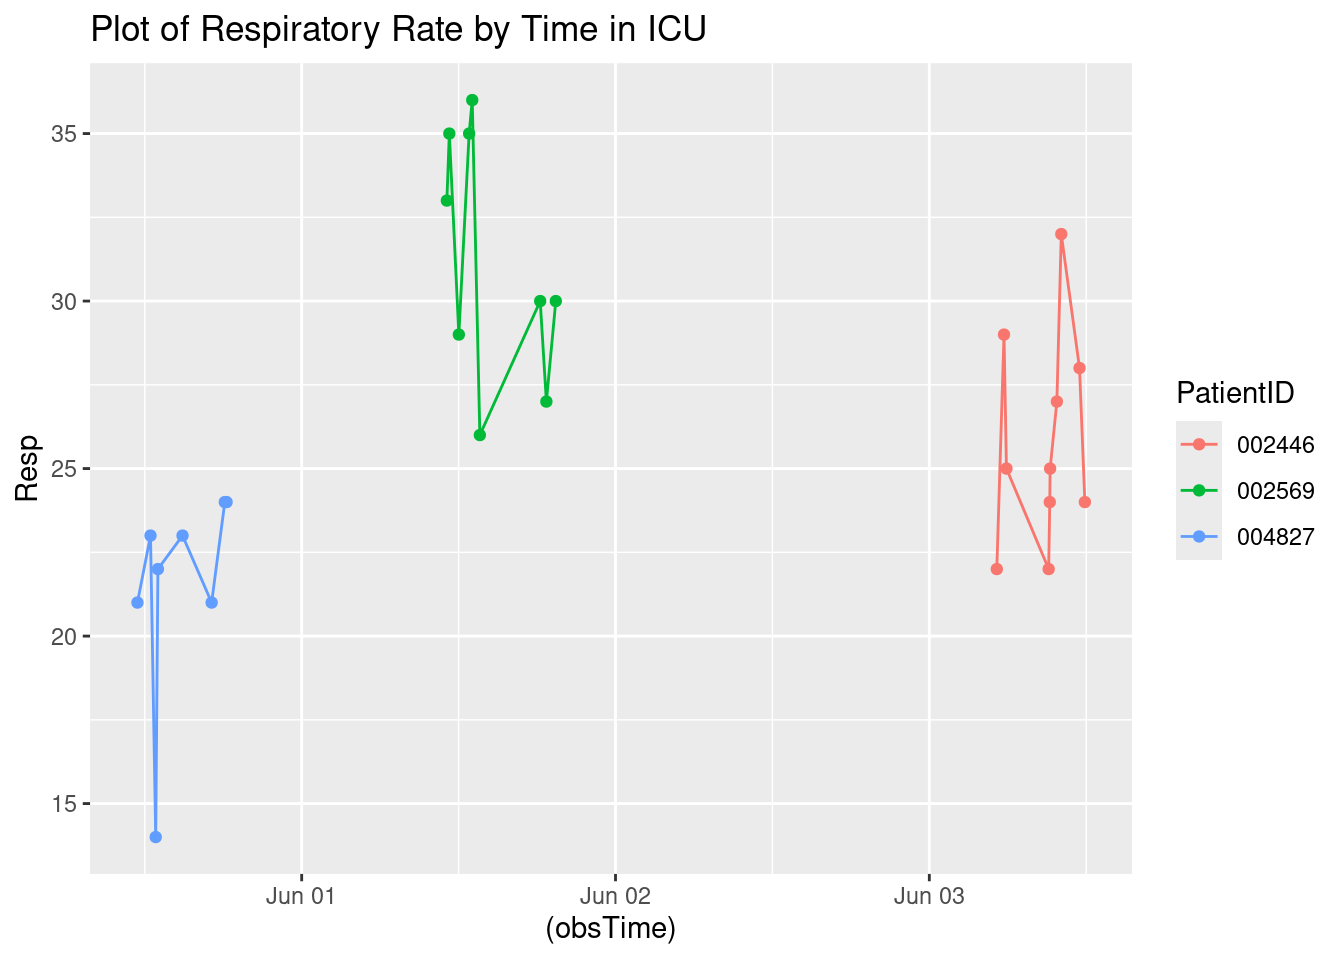 Plot of Respiratory Rate by Time in ICU
35
30
25
20
15
Resp
Jun 01
Jun 02
Jun 03
(obsTime)
PatientID
002446
002569
004827